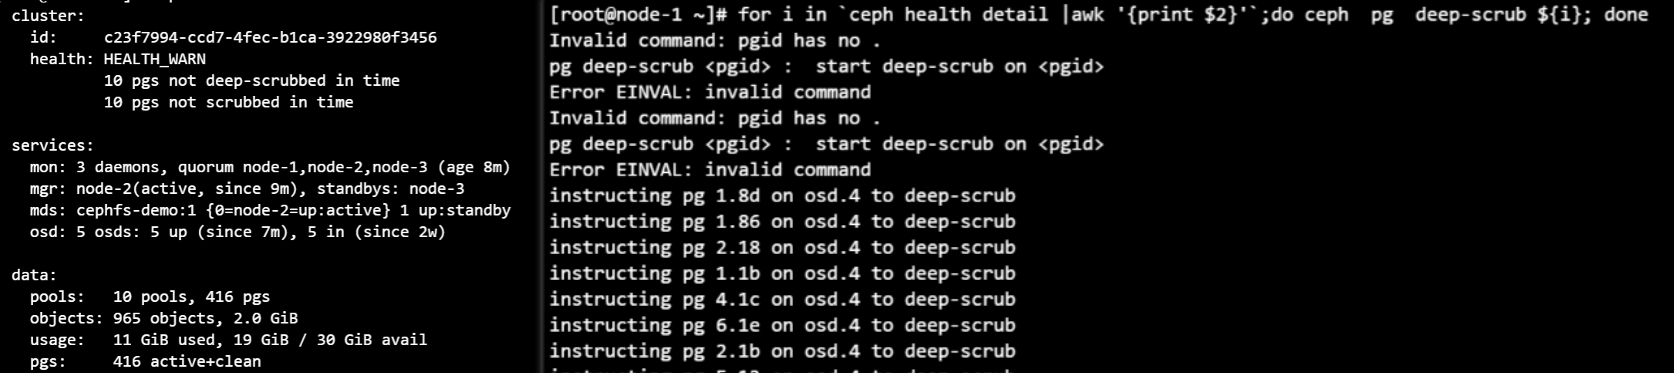 cluster:
id: c23f7994-ccd7-4fec-b1ca-3922980f3456
health: HEALTH_WARN
10 pgs not deep-scrubbed in time
10 pgs not scrubbed in time
services:
mon: 3 daemons, quorum node-1,node-2,node-3 (age 8m)
mgr: node-2(active, since 9m), standbys: node-3
mds: cephfs-demo:1 {0=node-2=up:active} 1 up:standby
osd: 5 osds: 5 up (since 7m), 5 in (since 2w)
data:
pools: 10 pools, 416 pgs
objects: 965 objects, 2.0 GiB
usage: 11 GiB used, 19 GiB / 30 GiB avail
pgs: 416 active+clean
[root@node-1 ~]# for i in `ceph health detail |awk '{print $2}'`;do ceph  pg  deep-scrub ${i}; done
Invalid command: pgid has no .
pg deep-scrub <pgid> :  start deep-scrub on <pgid>
Error EINVAL: invalid command
Invalid command: pgid has no .
pg deep-scrub <pgid> :  start deep-scrub on <pgid>
Error EINVAL: invalid command
instructing pg 1.8d on osd.4 to deep-scrub
instructing pg 1.86 on osd.4 to deep-scrub
instructing pg 2.18 on osd.4 to deep-scrub
instructing pg 1.1b on osd.4 to deep-scrub
instructing pg 4.1c on osd.4 to deep-scrub
instructing pg 6.1e on osd.4 to deep-scrub
instructing pg 2.1b on osd.4 to deep-scrub